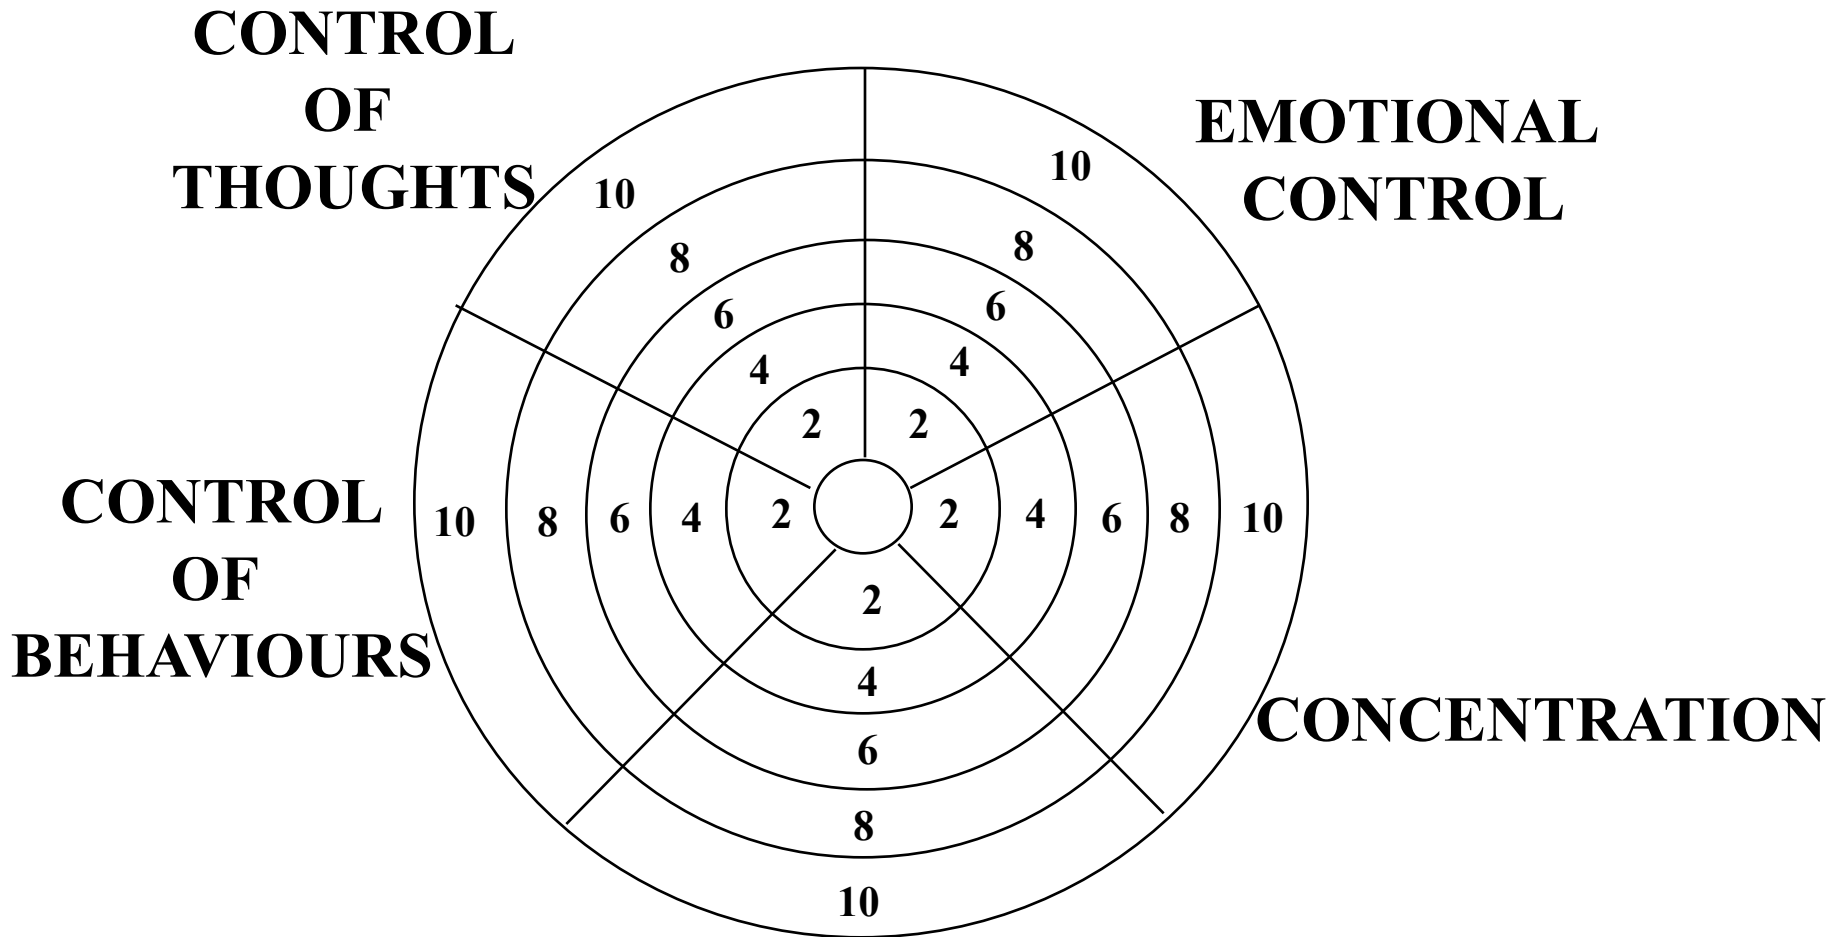 CONTROL
OF
THOUGHTS
EMOTIONAL
CONTROL
10
10
8
8
6
6
4
4
2
2
CONTROL
OF
BEHAVIOURS
10 8 6 4 2 2 4 6 8 10
2
4
CONCENTRATION
6
8
10